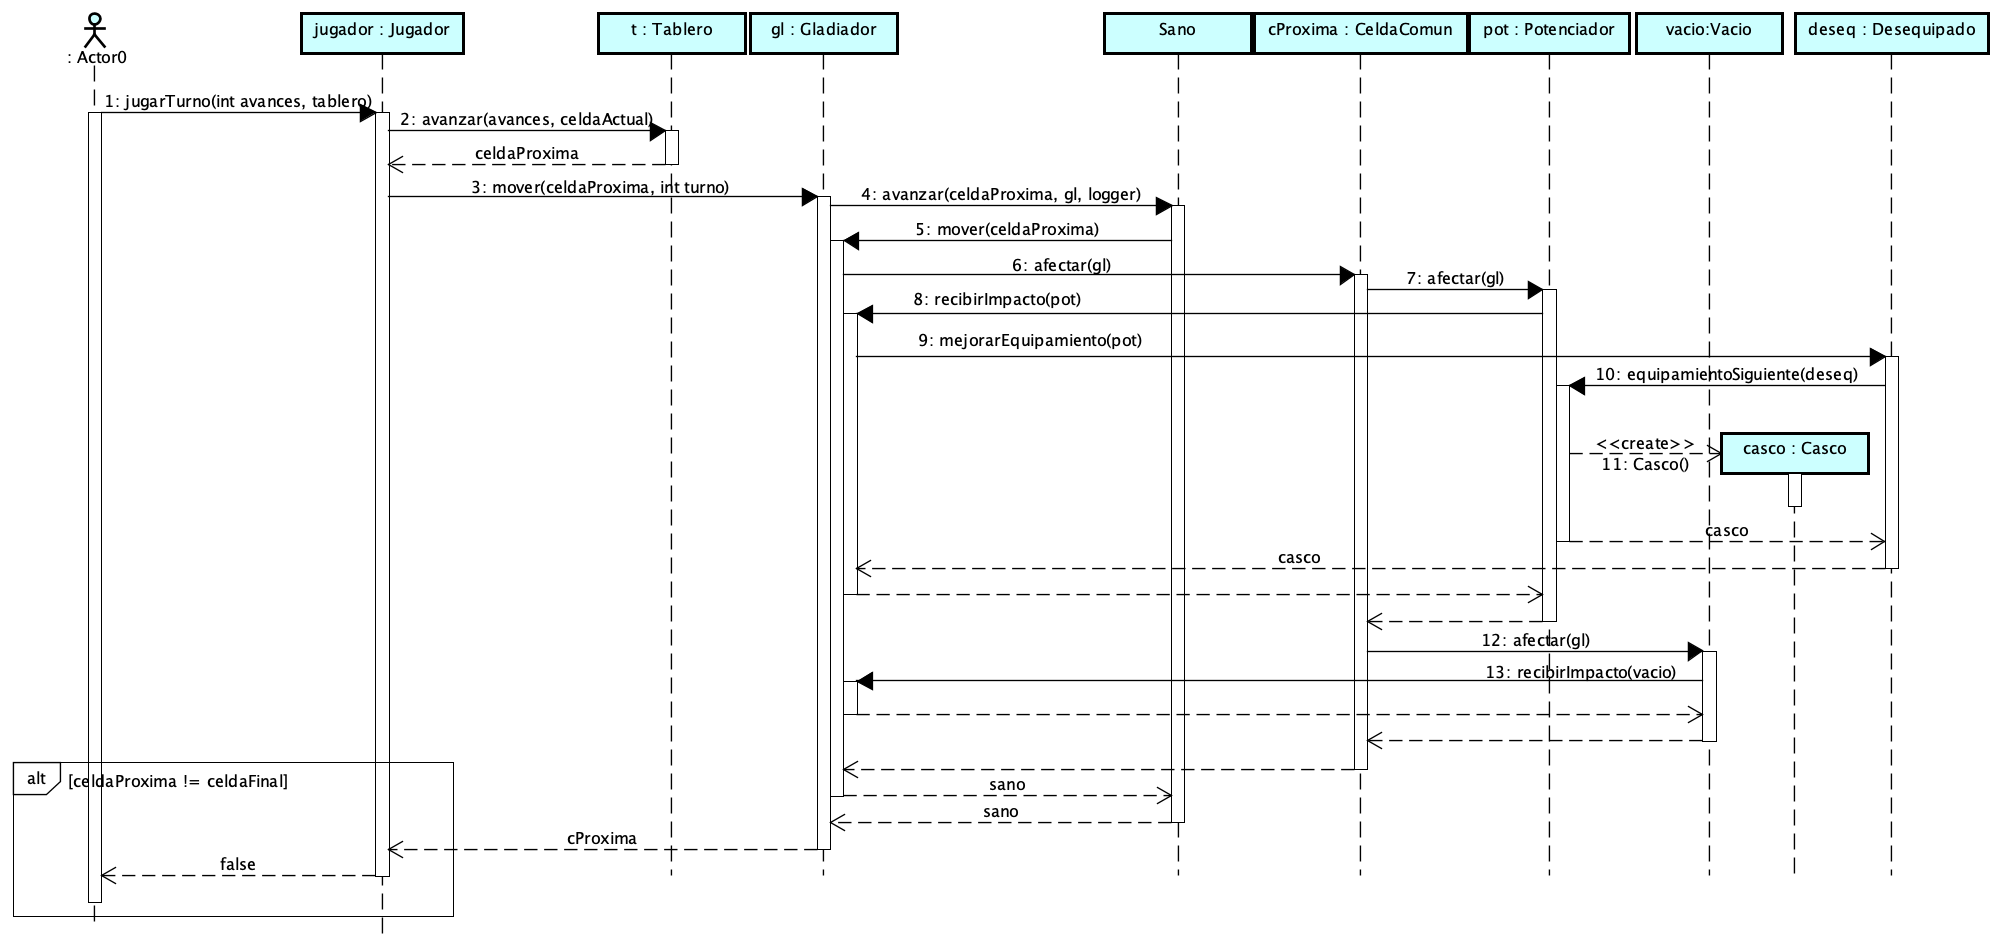 : Actor0
jugador : Jugador
t : Tablero
gl : Gladiador
Sano
cProxima : CeldaComun
pot : Potenciador
vacio:Vacio
deseq : Desequipado
1: jugarTurno(int avances, tablero)
2: avanzar(avances, celdaActual)
celdaProxima
3: mover(celdaProxima, int turno)
4: avanzar(celdaProxima, gl, logger)
5: mover(celdaProxima)
6: afectar(gl)
7: afectar(gl)
8: recibirImpacto(pot)
9: mejorarEquipamiento(pot)
10: equipamientoSiguiente(deseq)
<<create>>
11: Casco()
casco : Casco
casco
casco
12: afectar(gl)
13: recibirImpacto(vacio)
alt
[celdaProxima != celdaFinal]
sano
sano
cProxima
false